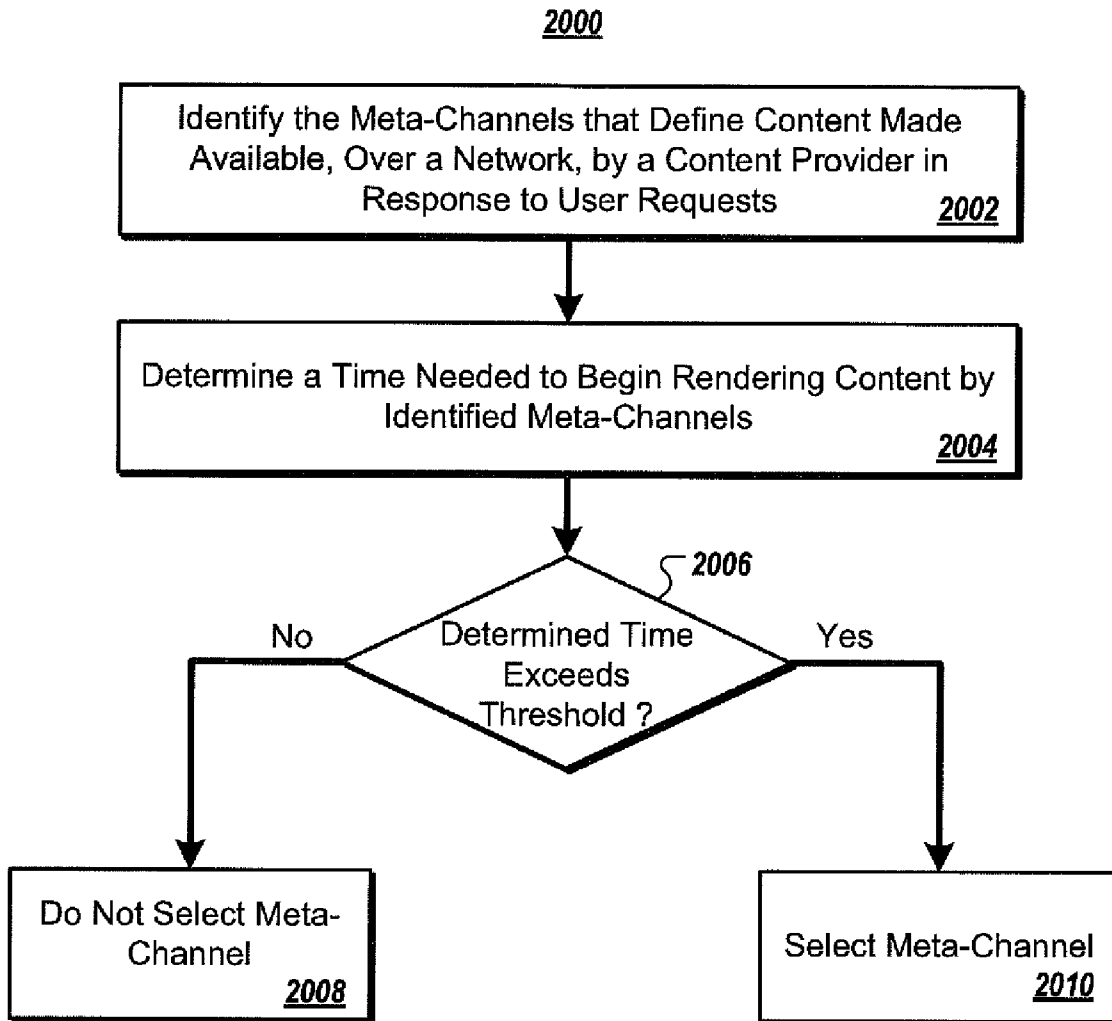 2000
Identify the Meta-Channels that Define Content Made
Available, Over a Network, by a Content Provider in
Response to User Requests
2002
Determine a Time Needed to Begin Rendering Content by
Identified Meta-Channels
2004
2006
No
Determined Time
Exceeds
Threshold ?
Yes
Do Not Select Meta-
Channel
2008
Select Meta-Channel
2010